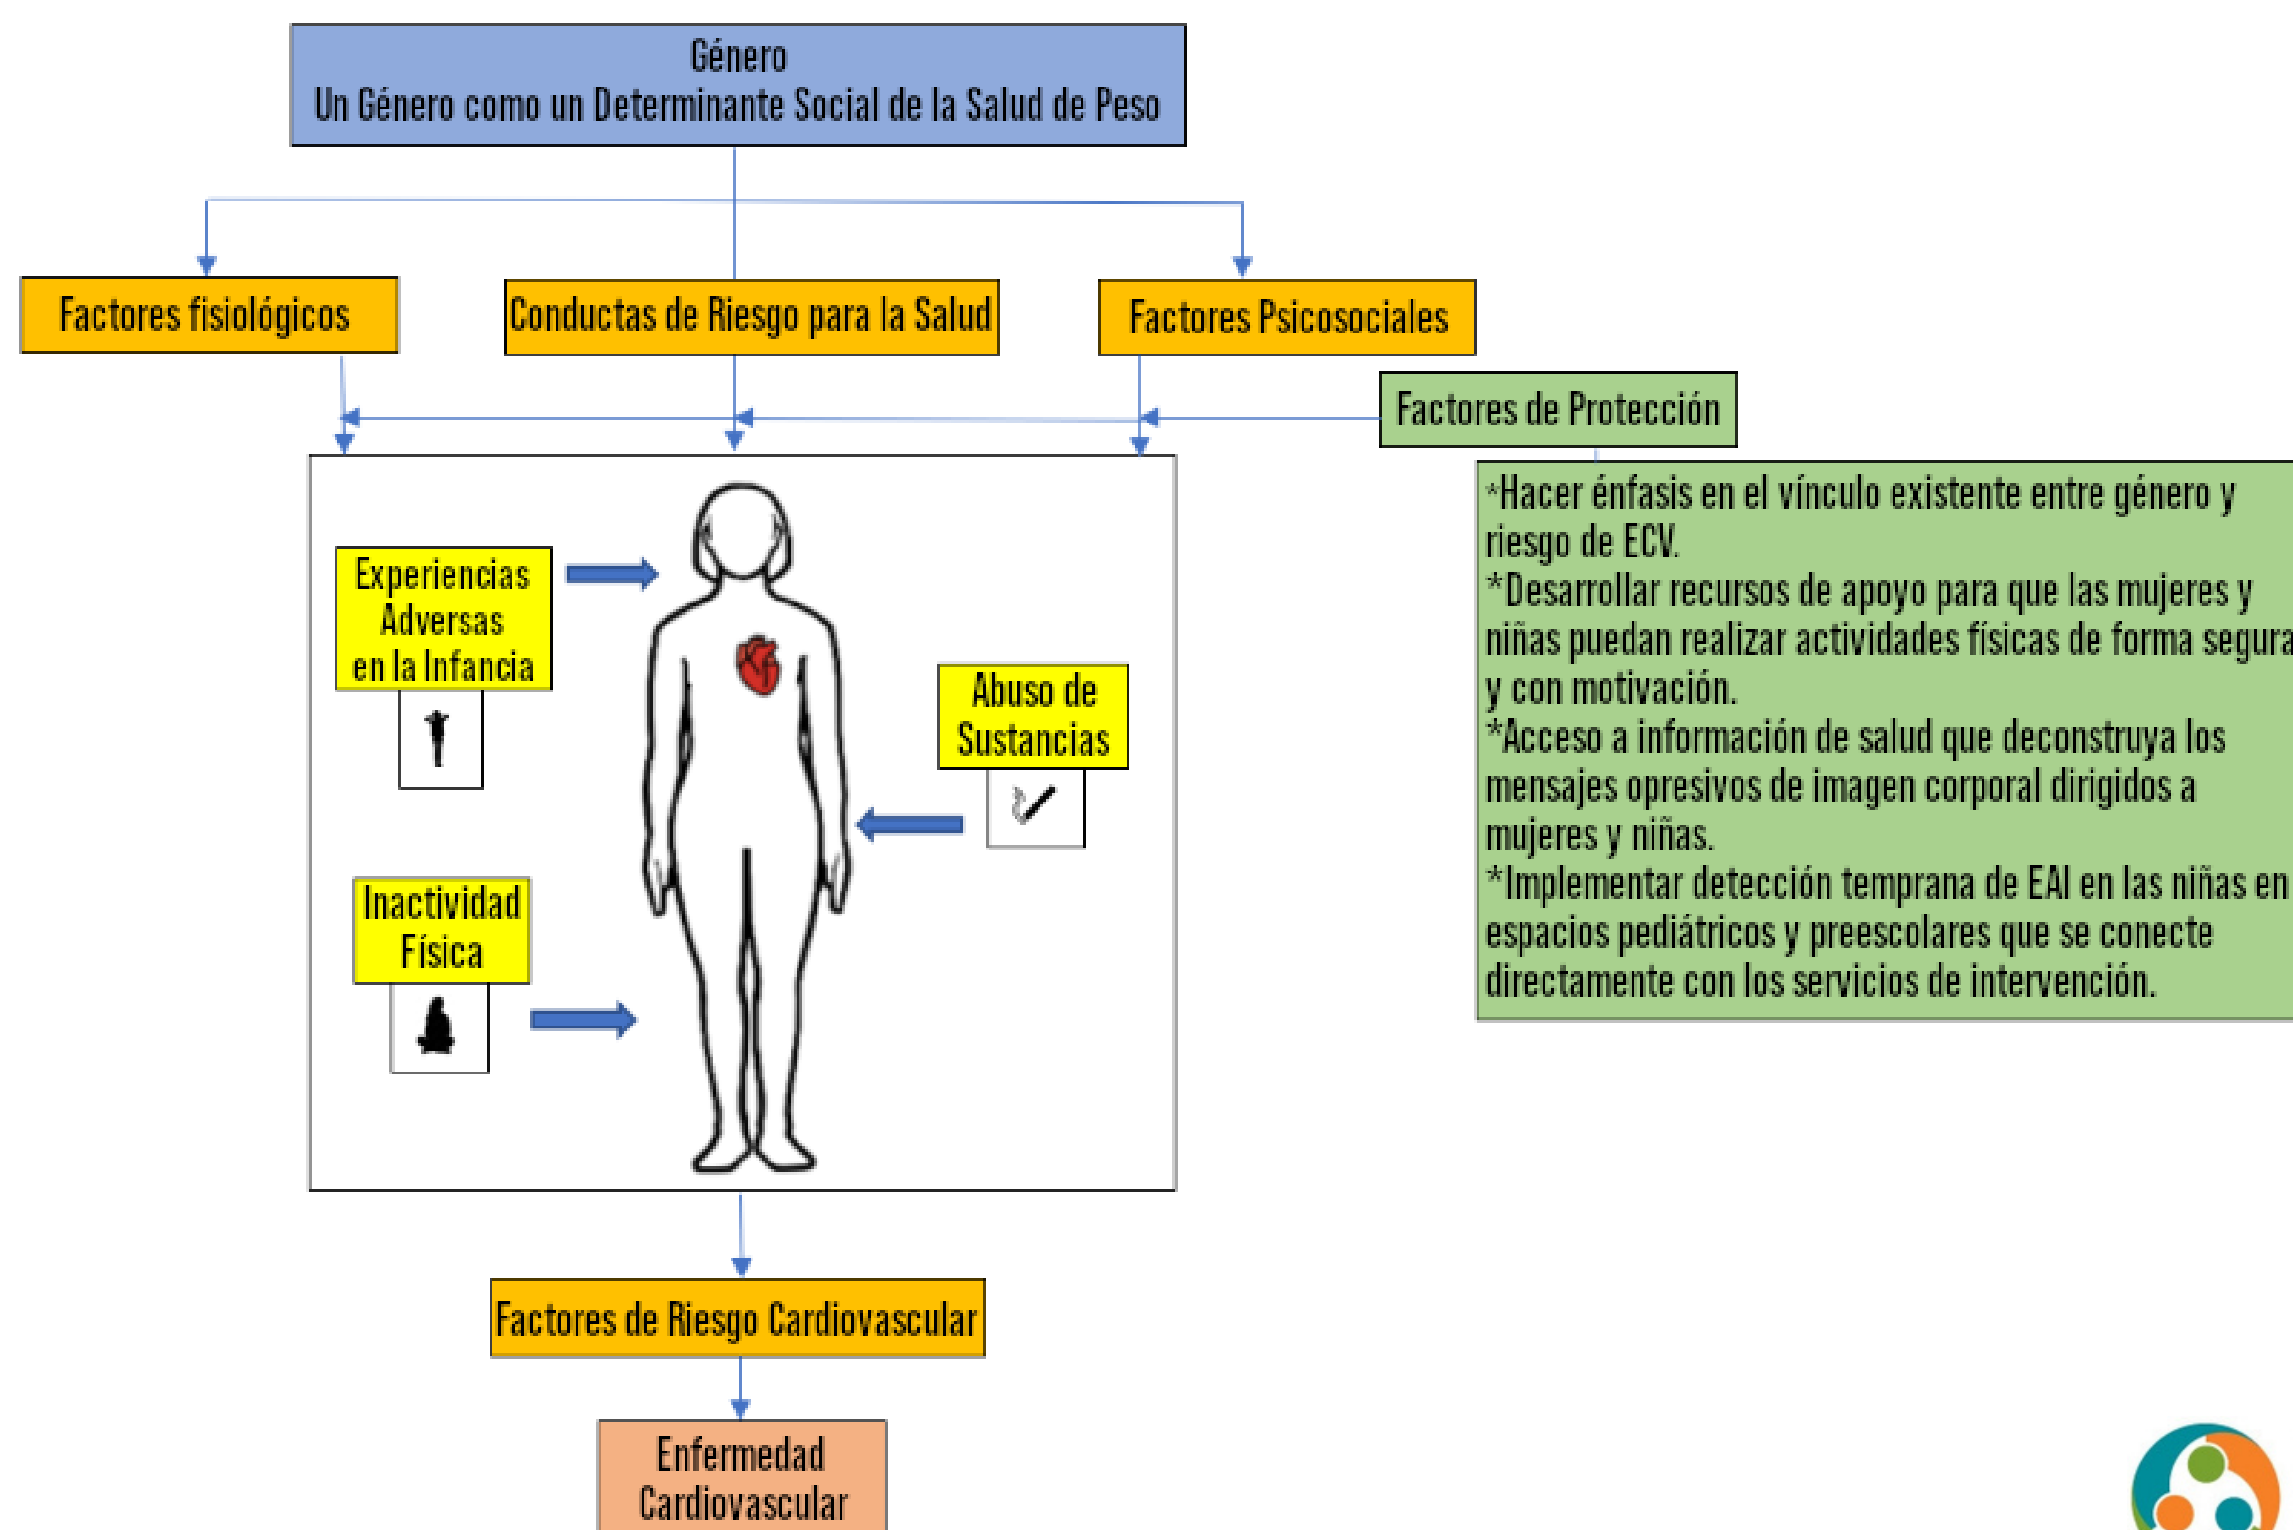 Género
Un Género como un Determinante Social de la Salud de Peso
Factores fisiológicos
Conductas de Riesgo para la Salud
Factores Psicosociales
Factores de Protección
*Hacer énfasis en el vínculo existente entre género y
riesgo de ECV.
*Desarrollar recursos de apoyo para que las mujeres y
niñas puedan realizar actividades físicas de forma segura
y con motivación.
*Acceso a información de salud que deconstruya los
mensajes opresivos de imagen corporal dirigidos a
mujeres y niñas.
*Implementar detección temprana de EAI en las niñas en
espacios pediátricos y preescolares que se conecte
directamente con los servicios de intervención.
Experiencias
Adversas
en la Infancia
Abuso de
Sustancias
Inactividad
Física
Factores de Riesgo Cardiovascular
Enfermedad
Cardiovascular